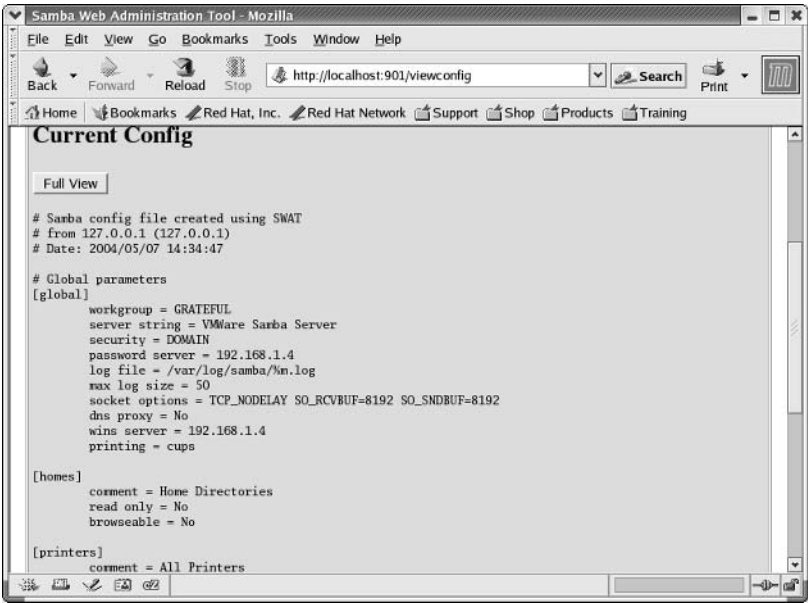 Samba Web Administration Tool - Mozilla
File Edit View Go Bookmarks Tools Window Help
Back Forward Reload Stop http://localhost:901/viewconfig Search Print
Home Bookmarks Red Hat, Inc. Red Hat Network Support Shop Products Training
Current Config
Full View
# Samba config file created using SWAT
# from 127.0.0.1 (127.0.0.1)
# Date: 2004/05/07 14:34:47
# Global parameters
[global]
workgroup = GRATEFUL
server string = VMWare Samba Server
security = DOMAIN
password server = 192.168.1.4
log file = /var/log/samba/%m.log
max log size = 50
socket options = TCP_NODELAY SO_RCVBUF=8192 SO_SNDBUF=8192
dns proxy = No
wins server = 192.168.1.4
printing = cups
[homes]
comment = Home Directories
read only = No
browseable = No
[printers]
comment = All Printers